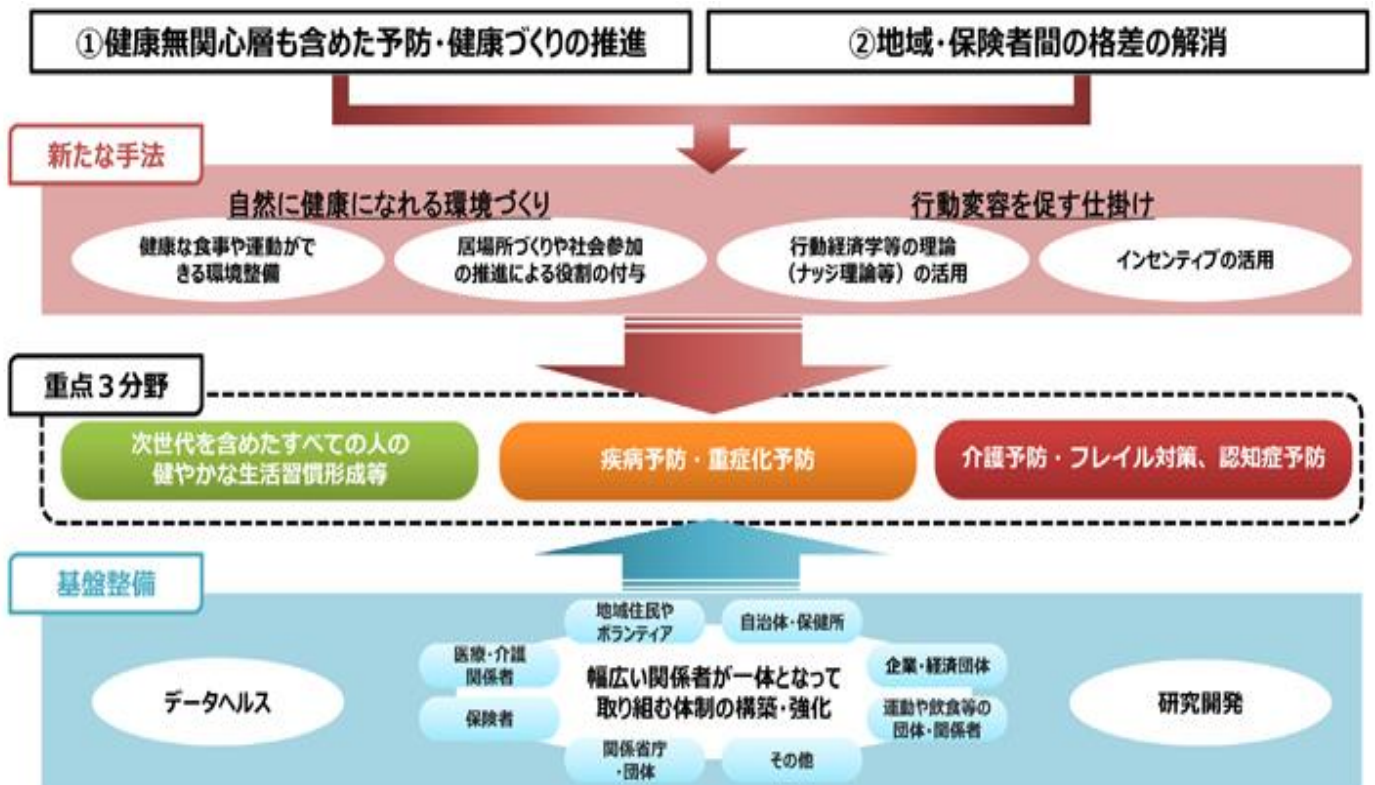 ①健康無関心層も含めた予防・健康づくりの推進
②地域・保険者間の格差の解消
新たな手法
自然に健康になれる環境づくり
行動変容を促す仕掛け
健康な食事や運動がで
きる環境整備
居場所づくりや社会参加
の推進による役割の付与
行動経済学等の理論
（ナッジ理論等）の活用
インセンティブの活用
重点３分野
次世代を含めたすべての人の
健やかな生活習慣形成等
疾病予防・重症化予防
介護予防・フレイル対策、認知症予防
基盤整備
地域住民や
ボランティア
自治体・保健所
医療・介護
関係者
企業・経済団体
データヘルス
幅広い関係者が一体となって
取り組む体制の構築・強化
研究開発
保険者
運動や飲食等の
団体・関係者
関係省庁
・団体
その他